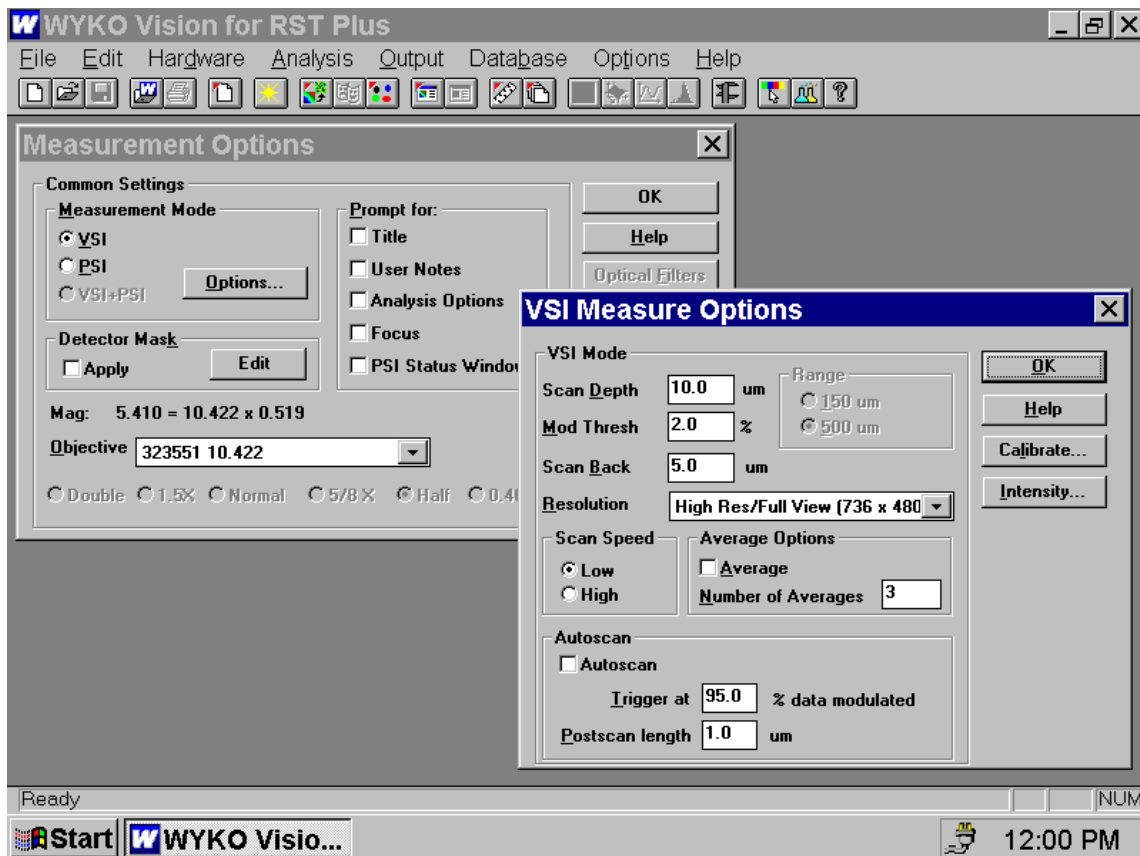 WYKO Vision for RST Plus
File Edit Hardware Analysis Output Database Options Help
Measurement Options
Common Settings
Measurement Mode
VSI
PSI
VSI+PSI
Options...
Prompt for:
Title
User Notes
Analysis Options
Focus
PSI Status Window
OK
Help
Optical Filters
Detector Mask
Apply
Edit
Mag: 5.410 = 10.422 x 0.519
Objective 323551 10.422
Double 1.5X Normal 5/8 X Half 0.4
VSI Measure Options
VSI Mode
Scan Depth 10.0 um
Mod Thresh 2.0 %
Scan Back 5.0 um
Range
150 um
500 um
Resolution High Res/Full View (736 x 480
Scan Speed
Low
High
Average Options
Average
Number of Averages 3
Autoscan
Autoscan
Trigger at 95.0 % data modulated
Postscan length 1.0 um
OK
Help
Calibrate...
Intensity...
Ready NUM
Start WYKO Visio... 12:00 PM